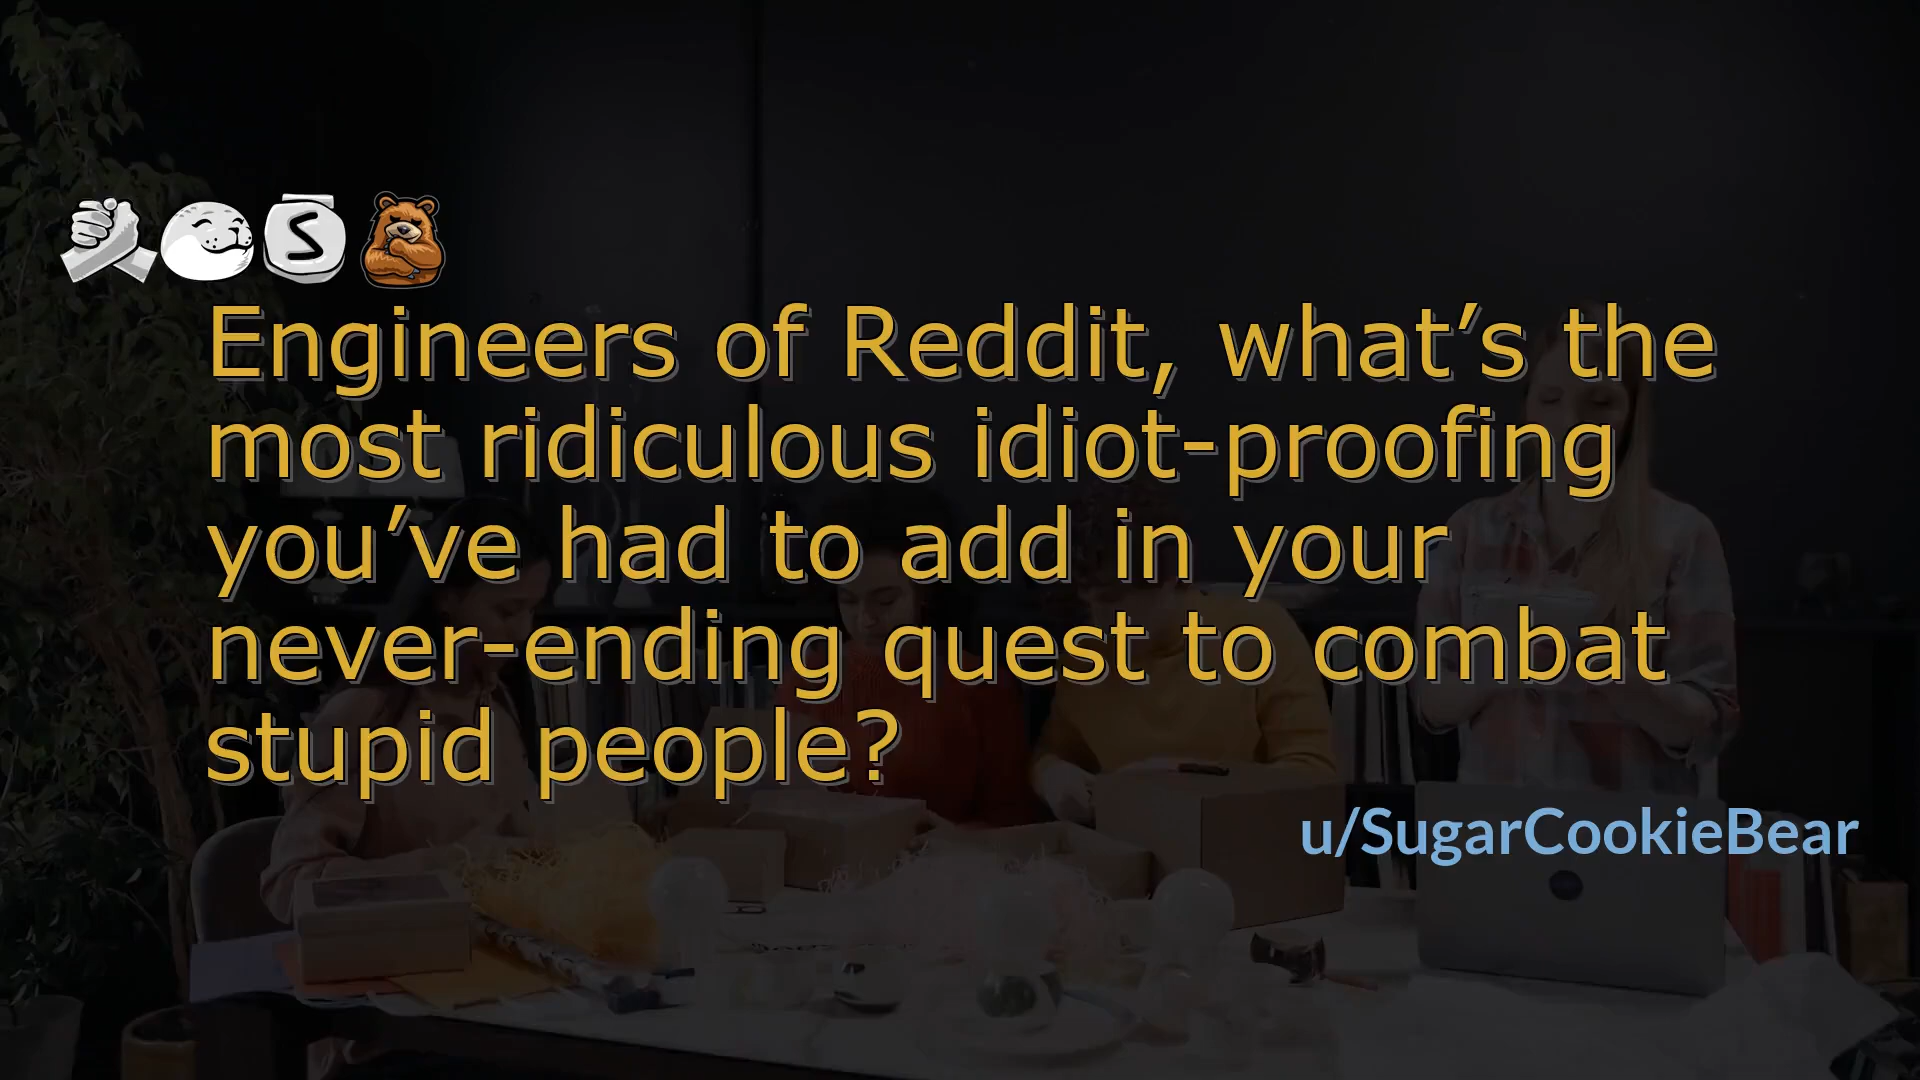 S
Engineers of Reddit, what’s the
most ridiculous idiot-proofing
you’ve had to add in your
never-ending quest to combat
stupid people?
u/SugarCookieBear